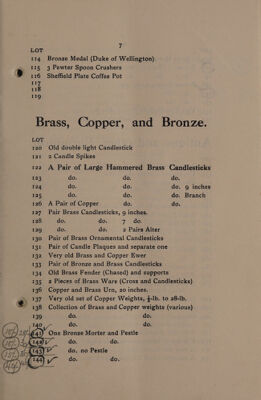 7
LOT
114 Bronze Medal (Duke of Wellington)
115 3 Pewter Spoon Crushers
116 Sheffield Plate Coffee Pot
117
118
119
Brass, Copper, and Bronze.
LOT
120 Old double light Candlestick
121 2 Candle Spikes
122 A Pair of Large Hammered Brass Candlesticks
123 do. do. do.
124 do. do. do. 9 inches
125 do. do. do. Branch
126 A Pair of Copper do. do.
127 Pair Brass Candlesticks, 9 inches.
128 do. do. 7 do.
129 do. do. 2 Pairs Alter
130 Pair of Brass Ornamental Candlesticks
131 Pair of Candle Plaques and separate one
132 Very old Brass and Copper Ewer
133 Pair of Bronze and Brass Candlesticks
134 Old Brass Fender (Chased) and supports
135 2 pieces of Brass Ware (Cross and Candlesticks)
136 Copper and Brass Urn, 20 inches.
137 Very old set of Copper Weights, ½-lb. to 28-lb.
138 Collection of Brass and Copper weights (various)
139 do. do.
140 do. do.
141 One Bronze Morter and Pestle
142 do. do.
143 do. no Pestle
144 do. do.